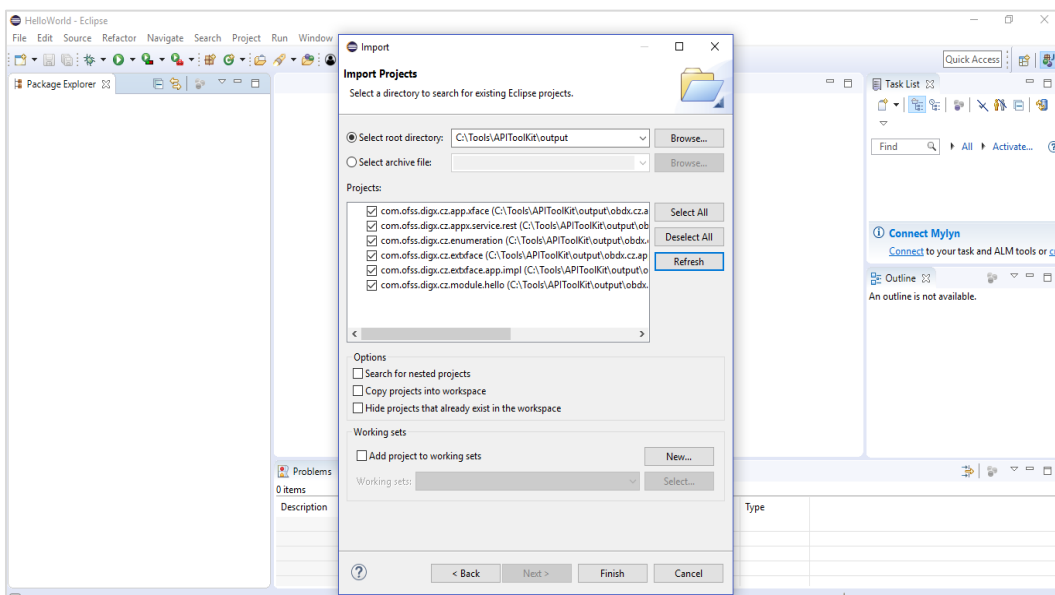 HelloWorld - Eclipse
File Edit Source Refactor Navigate Search Project Run Window
Quick Access
Package Explorer
Import
Import Projects
Select a directory to search for existing Eclipse projects.
Select root directory: C:\Tools\APIToolKit\output Browse...
Select archive file: Browse...
Projects:
com.ofss.digx.cz.app.xface (C:\Tools\APIToolKit\output\obdx.cz.a
com.ofss.digx.cz.appx.service.rest (C:\Tools\APIToolKit\output\ob
com.ofss.digx.cz.enumeration (C:\Tools\APIToolKit\output\obdx.
com.ofss.digx.cz.extxface (C:\Tools\APIToolKit\output\obdx.cz.ap
com.ofss.digx.cz.extxface.app.impl (C:\Tools\APIToolKit\output\o
com.ofss.digx.cz.module.hello (C:\Tools\APIToolKit\output\obdx.
Select All
Deselect All
Refresh
Options
Search for nested projects
Copy projects into workspace
Hide projects that already exist in the workspace
Working sets
Add project to working sets New...
Working sets: Select...
< Back Next > Finish Cancel
Task List
Find All Activate...
Connect Mylyn
Connect to your task and ALM tools or
Outline
An outline is not available.
Problems
0 items
Description Type